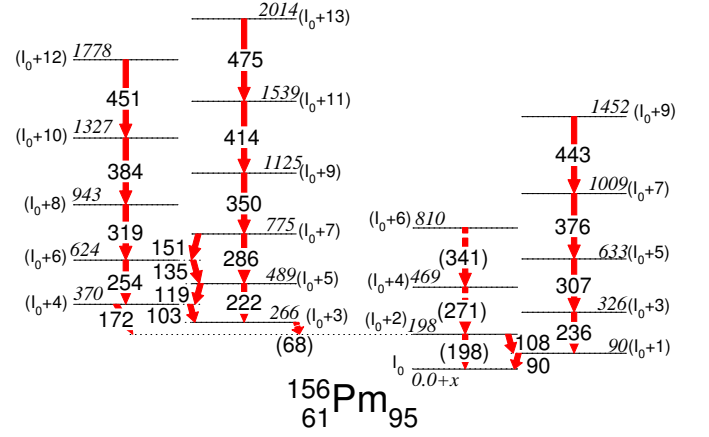 2014 (I0+13)
(I0+12) 1778
475
451
1539 (I0+11)
1452 (I0+9)
(I0+10) 1327
414
443
384
1125 (I0+9)
1009 (I0+7)
(I0+8) 943
350
376
319
775 (I0+7)
(I0+6) 810
151
(I0+6) 624
633 (I0+5)
286
(341)
135
254
489 (I0+5)
(I0+4) 469
307
119
222
(271)
(I0+4) 370
326 (I0+3)
172
103
266 (I0+3)
(I0+2) 198
236
(68)
(198)
108
90 (I0+1)
I0
90
0.0+x
156
61Pm95